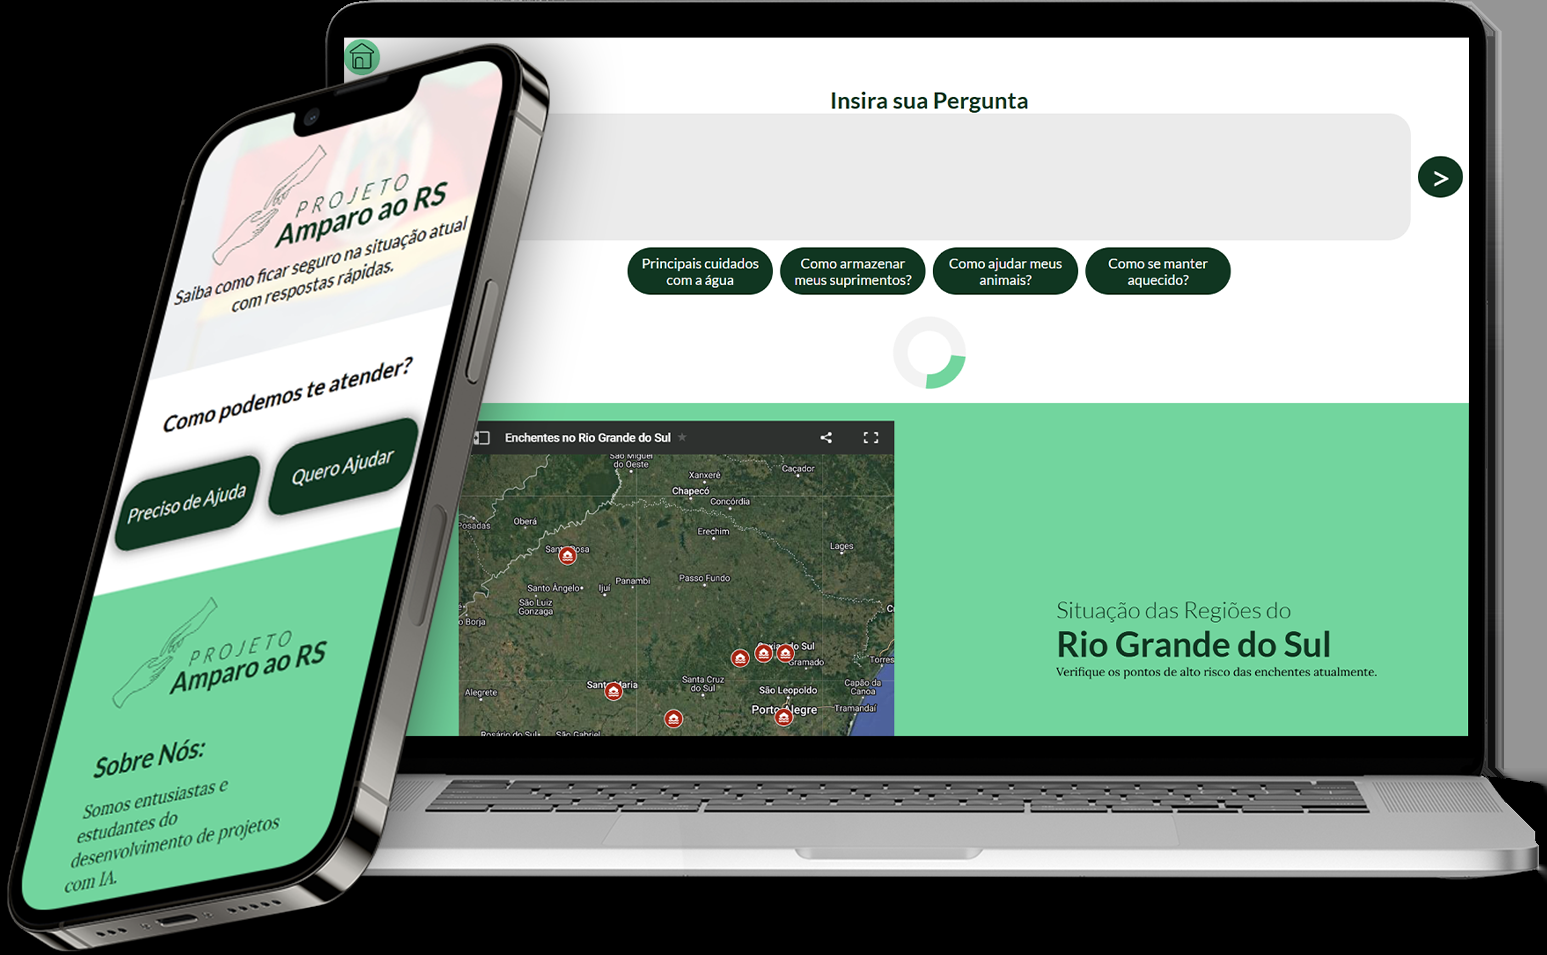 PROJETO
Amparo ao RS
Saiba como ficar seguro na situação atual
com respostas rápidas.
Como podemos te atender?
Preciso de Ajuda
Quero Ajudar
PROJETO
Amparo ao RS
Sobre Nós:
Somos entusiastas e
estudantes do
desenvolvimento de projetos
com IA.
Insira sua Pergunta
>
Principais cuidados
com a água
Como armazenar
meus suprimentos?
Como ajudar meus
animais?
Como se manter
aquecido?
Enchentes no Rio Grande do Sul
São Miguel
do Oeste
Xanxerê
Caçador
Chapecó
Concórdia
Posadas
Oberá
Erechim
Lages
Santa Rosa
Santo Ângelo
Ijuí
Panambi
Passo Fundo
São Luiz
Gonzaga
o Borja
do Sul
Gramado
Torres
Santa Maria
Santa Cruz
do Sul
São Leopoldo
Capão da
Canoa
Alegrete
Porto Alegre
Tramandaí
Rosário do Sul
São Gabriel
Situação das Regiões do
Rio Grande do Sul
Verifique os pontos de alto risco das enchentes atualmente.